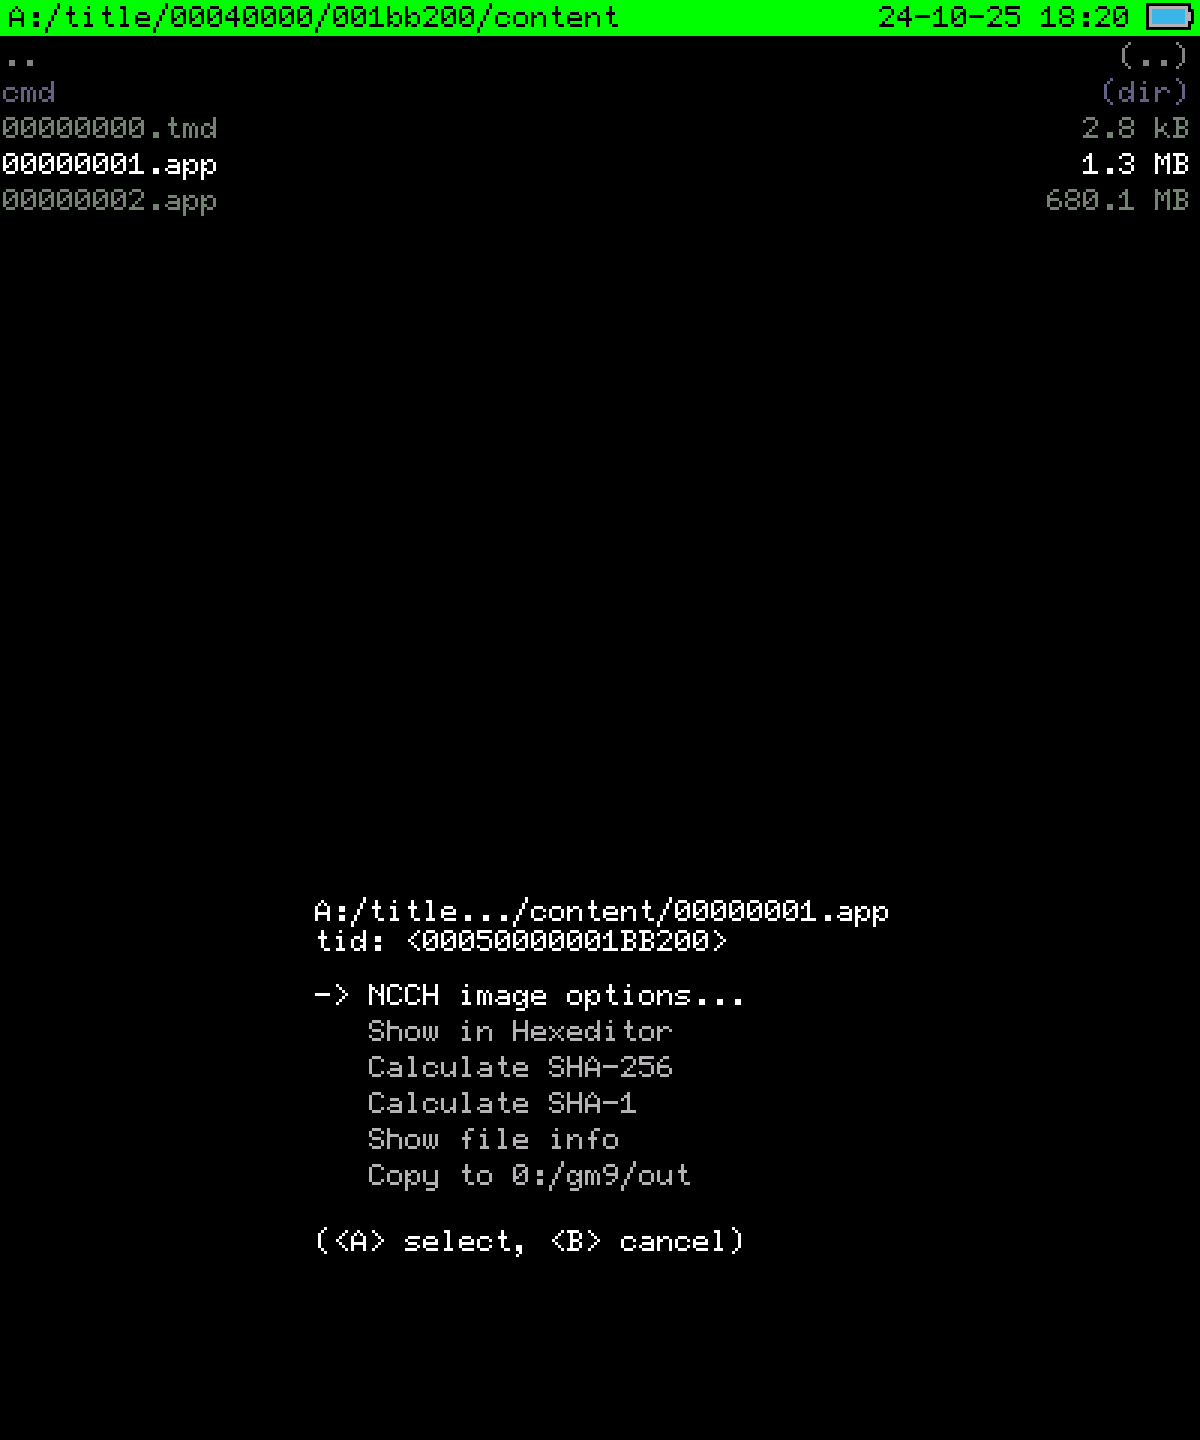 A:/title/00040000/001bb200/content 24-10-25 18:20
.. (..)
cmd (dir)
00000000.tmd 2.8 kB
00000001.app 1.3 MB
00000002.app 680.1 MB
A:/title.../content/00000001.app
tid: <00050000001BB200>
-> NCCH image options...
Show in Hexeditor
Calculate SHA-256
Calculate SHA-1
Show file info
Copy to 0:/gm9/out
(<A> select, <B> cancel)